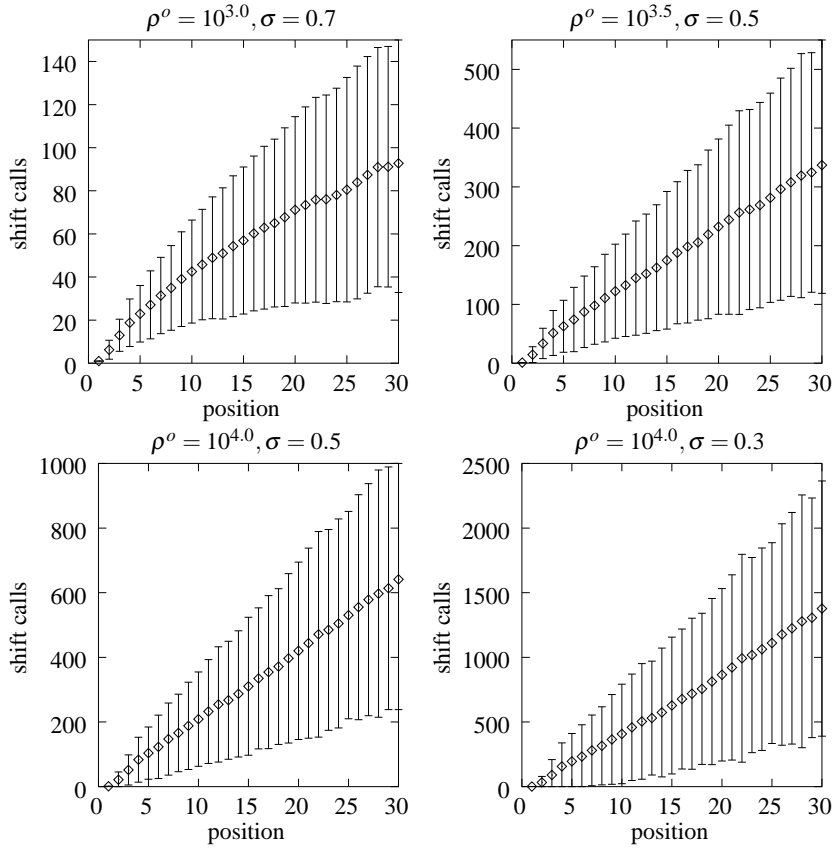 ρ^o = 10^3.0, σ = 0.7
140
120
100
80
60
40
20
0
shift calls
0 5 10 15 20 25 30
position
ρ^o = 10^3.5, σ = 0.5
500
400
300
200
100
0
shift calls
0 5 10 15 20 25 30
position
ρ^o = 10^4.0, σ = 0.5
1000
800
600
400
200
0
shift calls
0 5 10 15 20 25 30
position
ρ^o = 10^4.0, σ = 0.3
2500
2000
1500
1000
500
0
shift calls
0 5 10 15 20 25 30
position